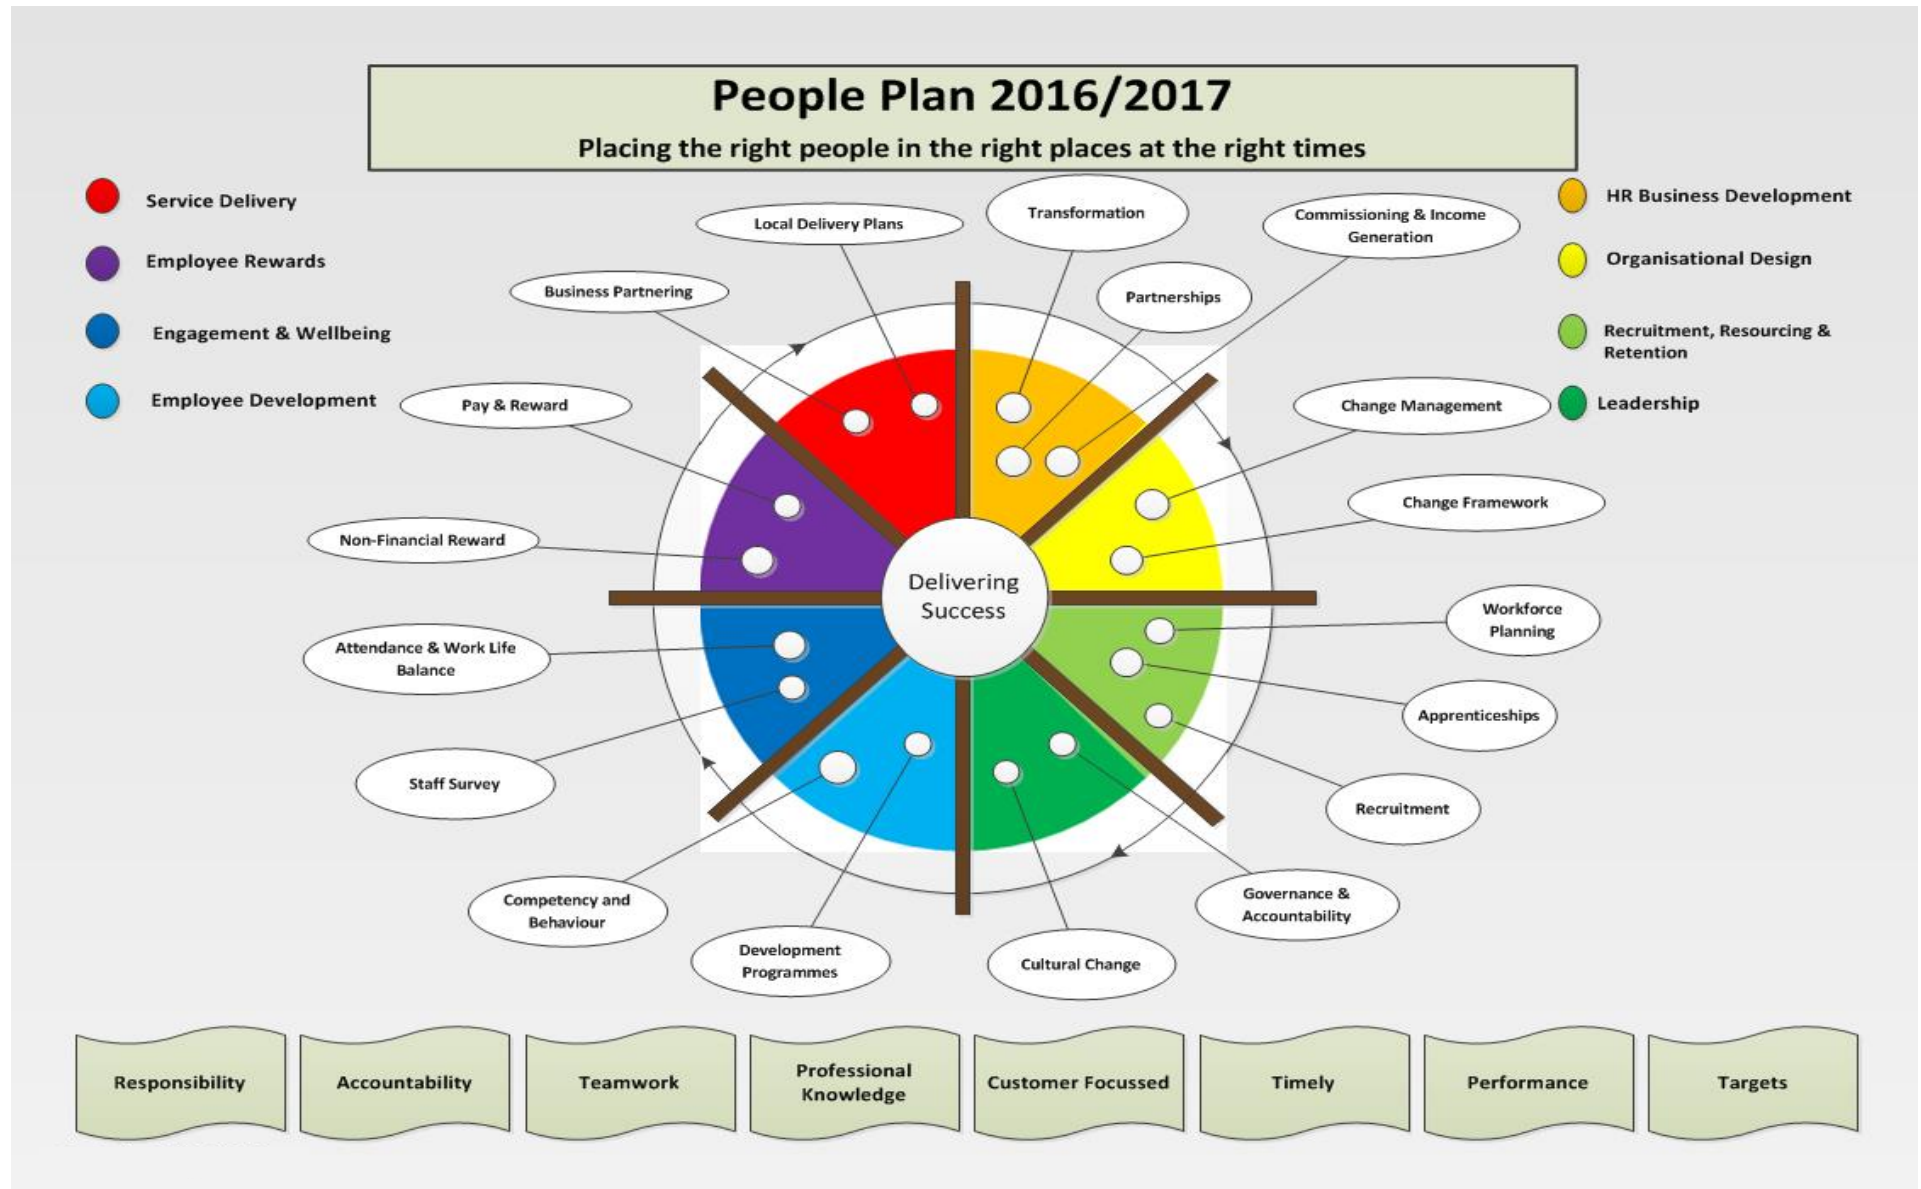 People Plan 2016/2017
Placing the right people in the right places at the right times
Service Delivery
Employee Rewards
Engagement & Wellbeing
Employee Development
HR Business Development
Organisational Design
Recruitment, Resourcing &
Retention
Leadership
Local Delivery Plans
Transformation
Commissioning & Income
Generation
Business Partnering
Partnerships
Pay & Reward
Change Management
Non-Financial Reward
Change Framework
Delivering
Success
Attendance & Work Life
Balance
Workforce
Planning
Staff Survey
Apprenticeships
Recruitment
Competency and
Behaviour
Development
Programmes
Cultural Change
Governance &
Accountability
Responsibility
Accountability
Teamwork
Professional
Knowledge
Customer Focussed
Timely
Performance
Targets